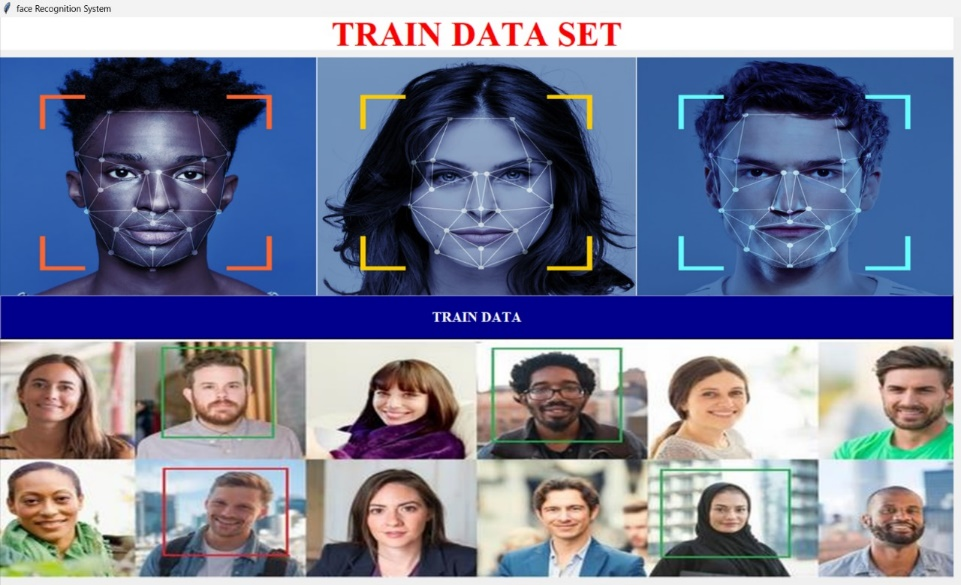 face Recognition System
TRAIN DATA SET
TRAIN DATA